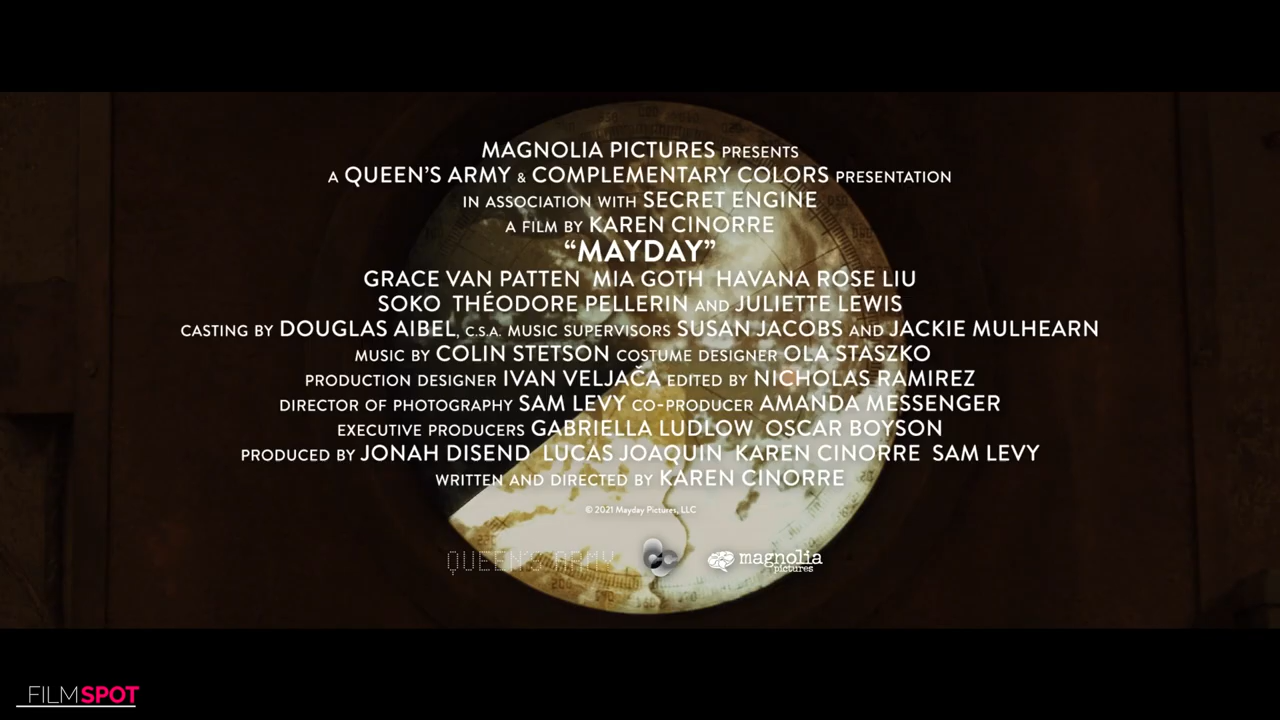 MAGNOLIA PICTURES PRESENTS
A QUEEN'S ARMY & COMPLEMENTARY COLORS PRESENTATION
IN ASSOCIATION WITH SECRET ENGINE
A FILM BY KAREN CINORRE
“MAYDAY”
GRACE VAN PATTEN MIA GOTH HAVANA ROSE LIU
SOKO THÉODORE PELLERIN AND JULIETTE LEWIS
CASTING BY DOUGLAS AIBEL, C.S.A. MUSIC SUPERVISORS SUSAN JACOBS AND JACKIE MULHEARN
MUSIC BY COLIN STETSON COSTUME DESIGNER OLA STASZKO
PRODUCTION DESIGNER IVAN VELJAČA EDITED BY NICHOLAS RAMIREZ
DIRECTOR OF PHOTOGRAPHY SAM LEVY CO-PRODUCER AMANDA MESSENGER
EXECUTIVE PRODUCERS GABRIELLA LUDLOW OSCAR BOYSON
PRODUCED BY JONAH DISEND LUCAS JOAQUIN KAREN CINORRE SAM LEVY
WRITTEN AND DIRECTED BY KAREN CINORRE
© 2021 Mayday Pictures, LLC
QUEEN'S ARMY CC magnolia
pictures
FILMSPOT